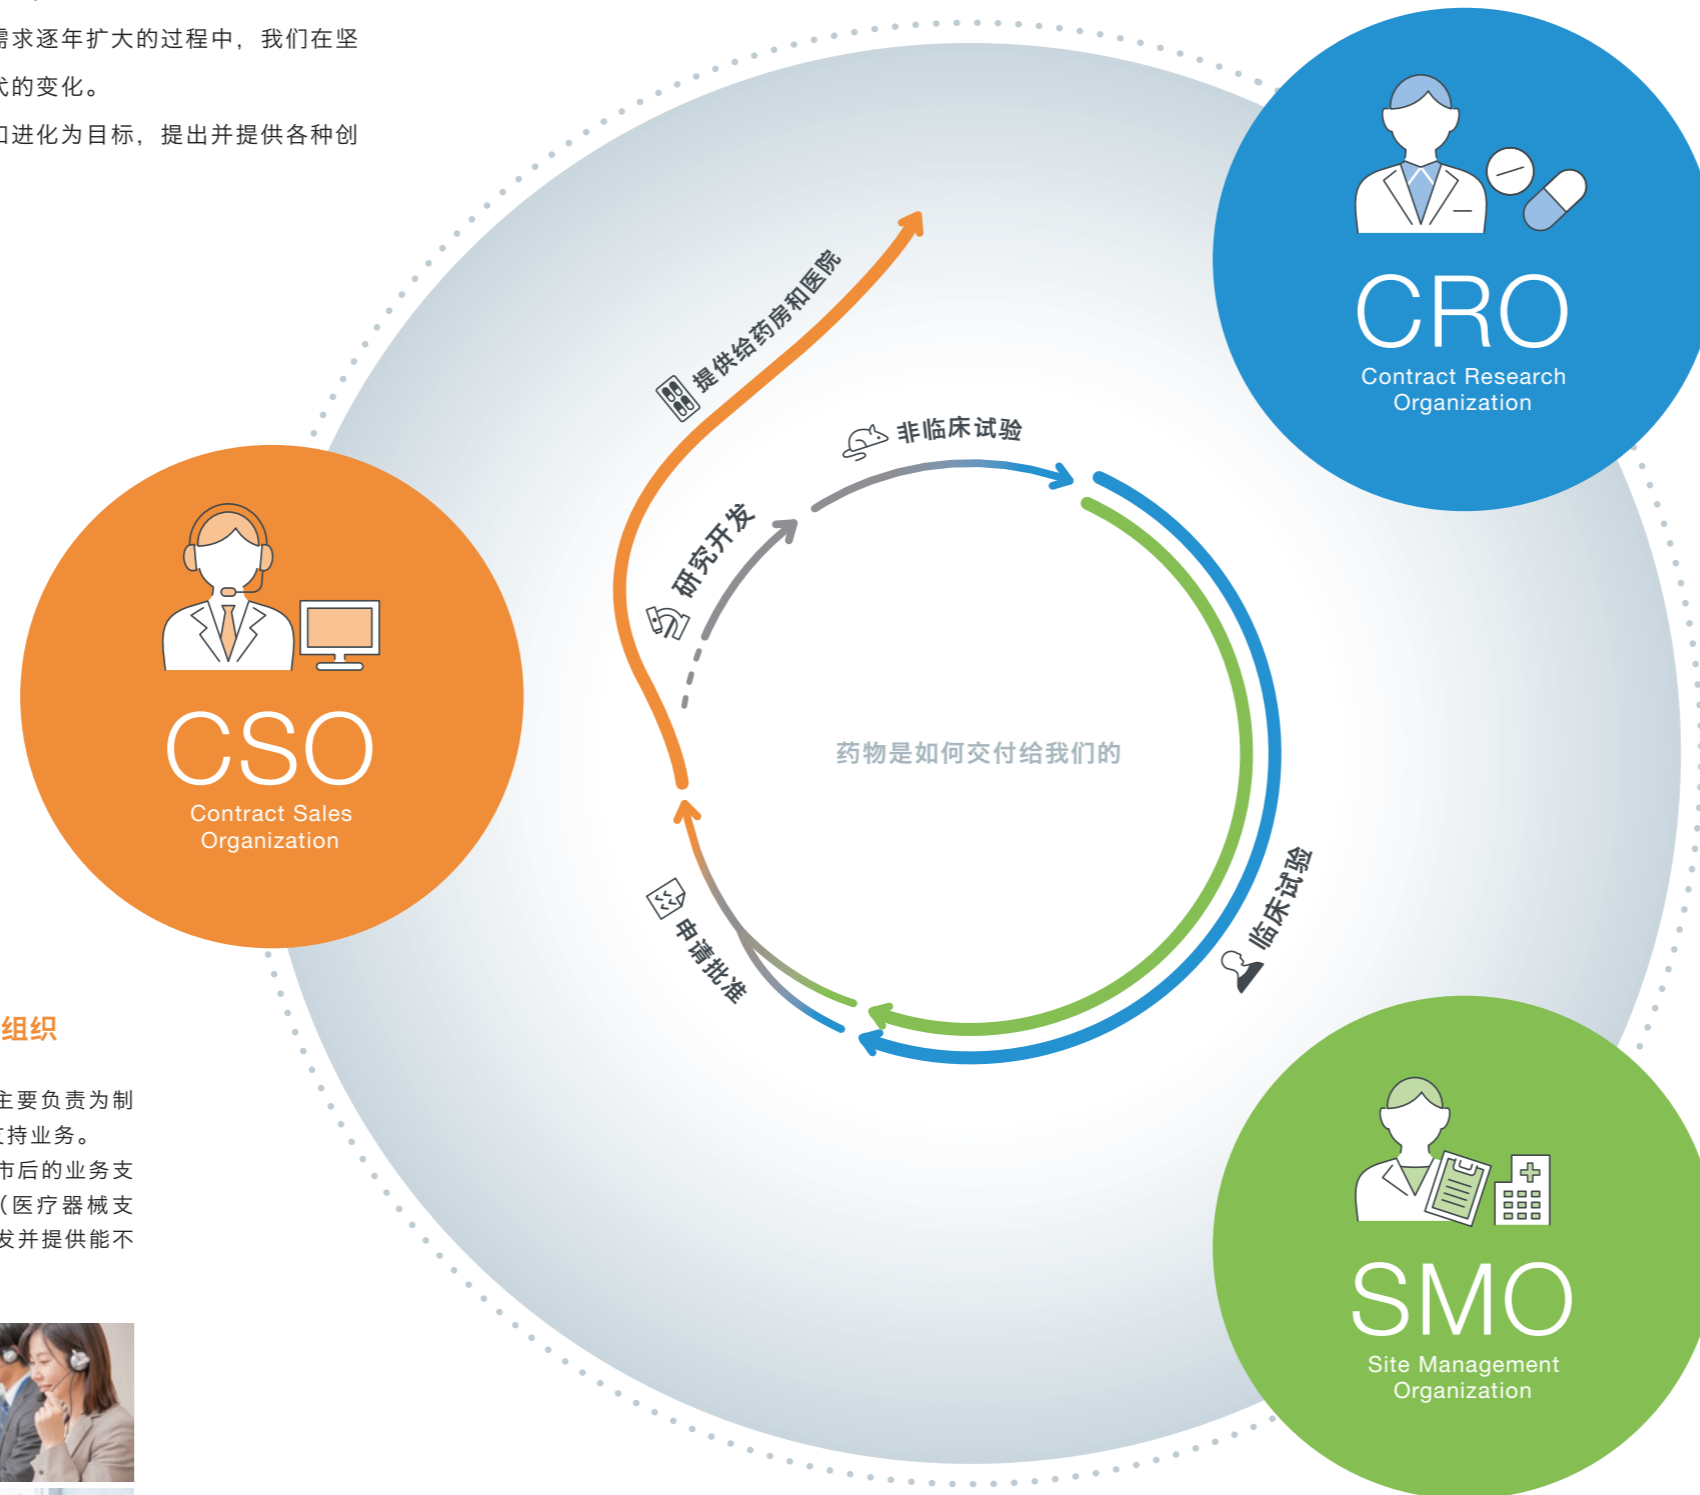 需求逐年扩大的过程中，我们在坚
代的变化。
和进化为目标，提出并提供各种创
CRO
Contract Research
Organization
提供给药房和医院
非临床试验
研究开发
CSO
Contract Sales
Organization
药物是如何交付给我们的
临床试验
申请批准
组织
主要负责为制
支持业务。
市后的业务支
（医疗器械支
发并提供能不
SMO
Site Management
Organization